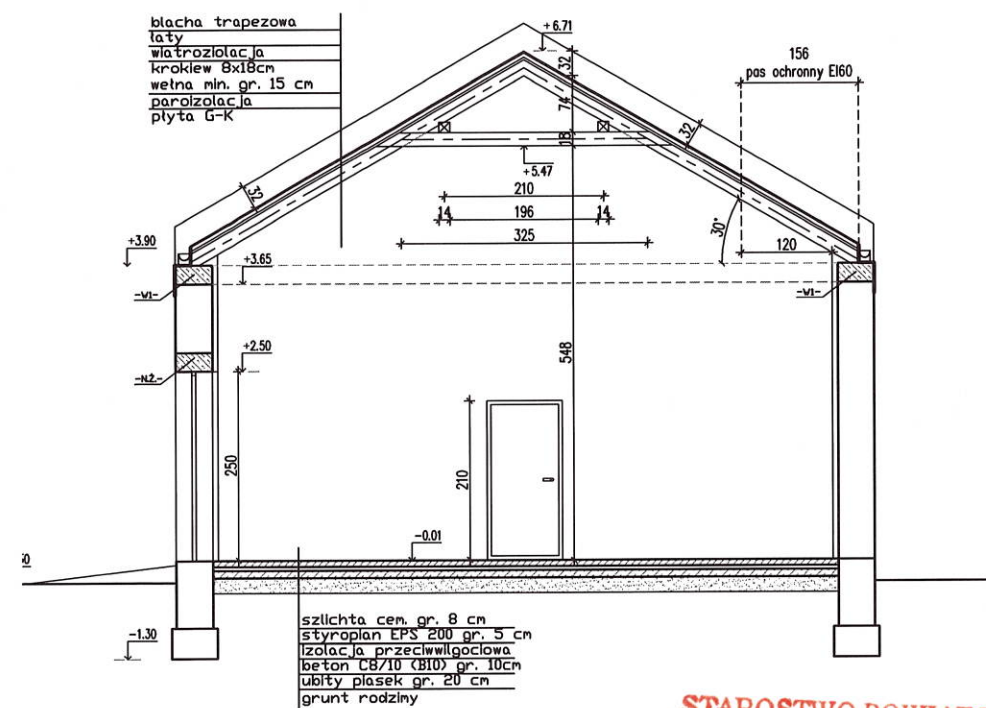 blacha trapezowa
łaty
wiatroziolacja
krokiew 8x18cm
wełna min. gr. 15 cm
paroizolacja
płyta G-K
+6.71
156
pas ochronny EI60
32
74
18
32
32
+5.47
210
14
196
14
325
30°
120
+3.90
+3.65
-W1-
-W1-
+2.50
-N.2.-
548
250
210
-0.01
-1.30
szlichta cem. gr. 8 cm
styropian EPS 200 gr. 5 cm
izolacja przeciwwilgociowa
beton C8/10 (B10) gr. 10cm
ubity piasek gr. 20 cm
grunt rodzimy